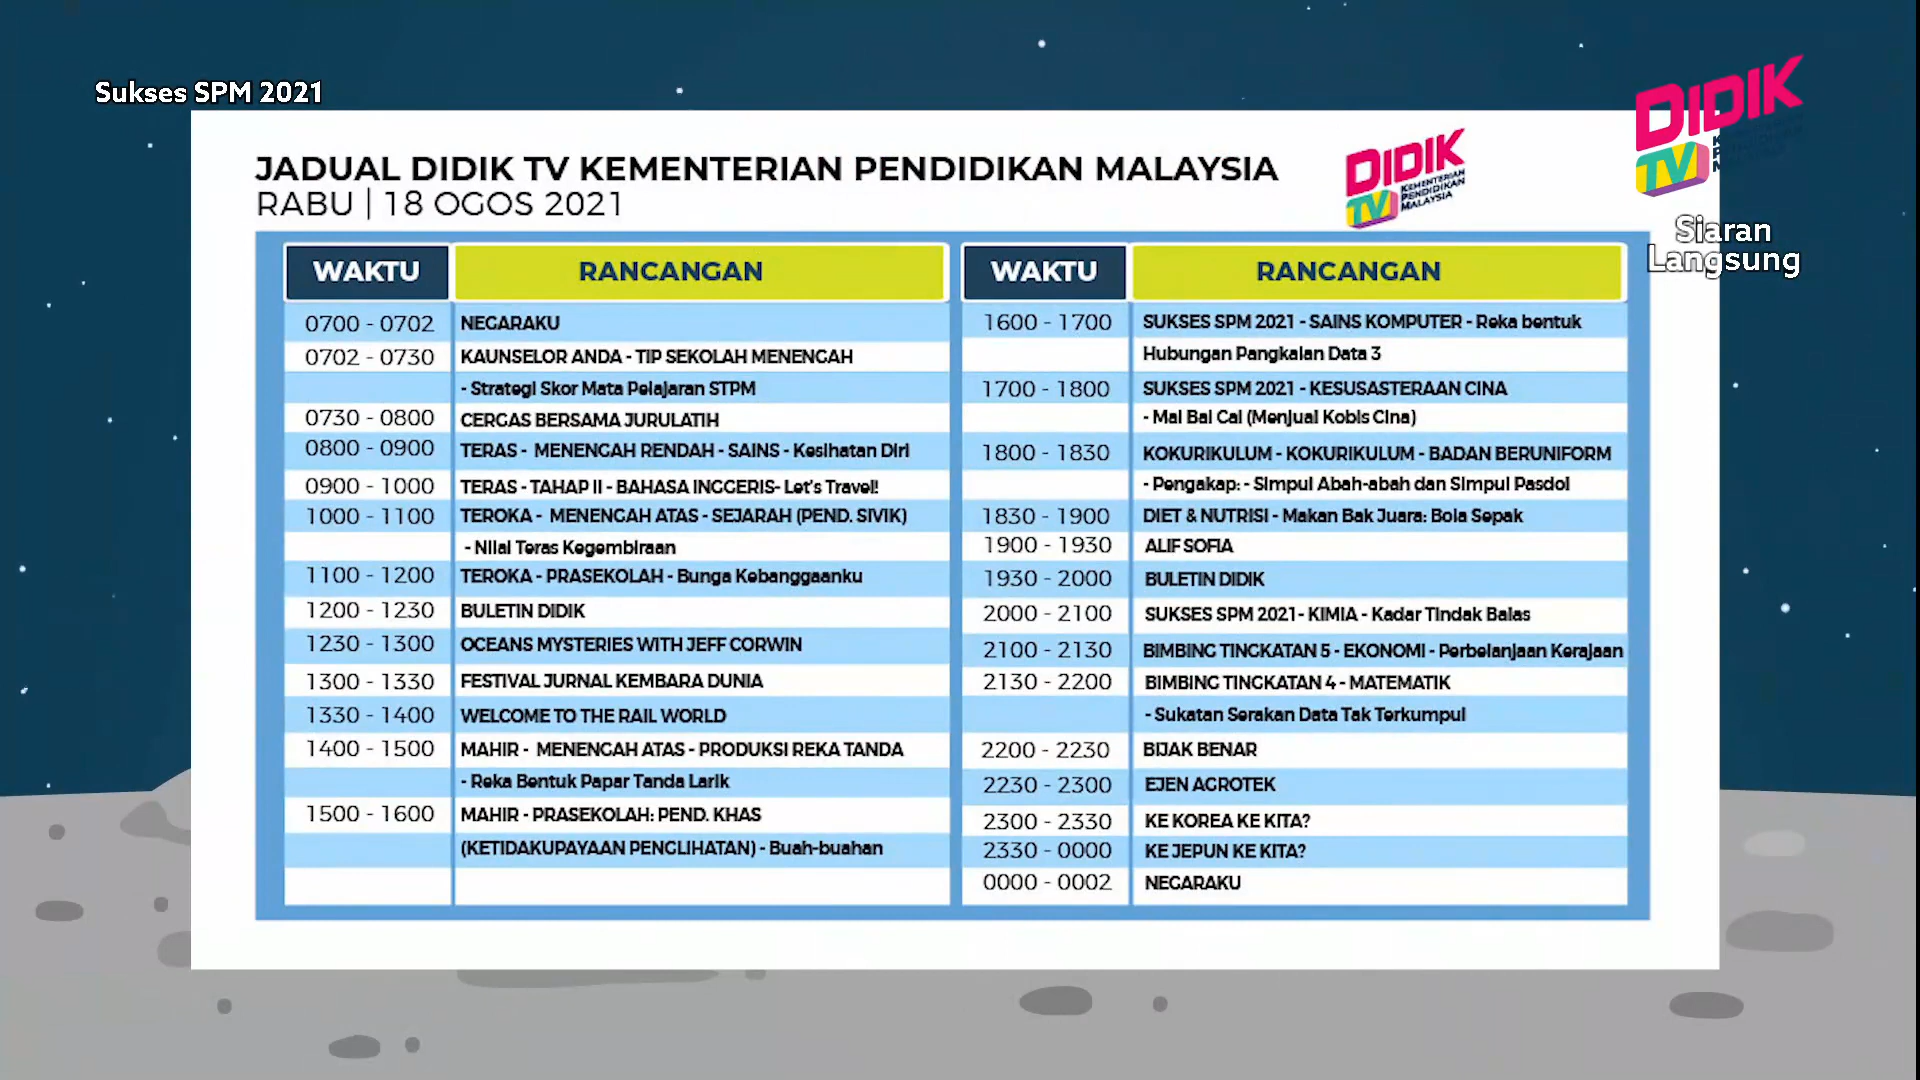 Sukses SPM 2021
DIDIK
TV
Siaran
Langsung
JADUAL DIDIK TV KEMENTERIAN PENDIDIKAN MALAYSIA
RABU | 18 OGOS 2021
DIDIK
TV KEMENTERIAN
PENDIDIKAN
MALAYSIA
WAKTU RANCANGAN
0700 - 0702 NEGARAKU
0702 - 0730 KAUNSELOR ANDA - TIP SEKOLAH MENENGAH
- Strategi Skor Mata Pelajaran STPM
0730 - 0800 CERGAS BERSAMA JURULATIH
0800 - 0900 TERAS - MENENGAH RENDAH - SAINS - Kesihatan Diri
0900 - 1000 TERAS - TAHAP II - BAHASA INGGERIS- Let's Travel!
1000 - 1100 TEROKA - MENENGAH ATAS - SEJARAH (PEND. SIVIK)
- Nilai Teras Kegembiraan
1100 - 1200 TEROKA - PRASEKOLAH - Bunga Kebanggaanku
1200 - 1230 BULETIN DIDIK
1230 - 1300 OCEANS MYSTERIES WITH JEFF CORWIN
1300 - 1330 FESTIVAL JURNAL KEMBARA DUNIA
1330 - 1400 WELCOME TO THE RAIL WORLD
1400 - 1500 MAHIR - MENENGAH ATAS - PRODUKSI REKA TANDA
- Reka Bentuk Papar Tanda Larik
1500 - 1600 MAHIR - PRASEKOLAH: PEND. KHAS
(KETIDAKUPAYAAN PENGLIHATAN) - Buah-buahan
WAKTU RANCANGAN
1600 - 1700 SUKSES SPM 2021 - SAINS KOMPUTER - Reka bentuk
Hubungan Pangkalan Data 3
1700 - 1800 SUKSES SPM 2021 - KESUSASTERAAN CINA
- Mai Bai Cai (Menjual Kobis Cina)
1800 - 1830 KOKURIKULUM - KOKURIKULUM - BADAN BERUNIFORM
- Pengakap: - Simpul Abah-abah dan Simpul Pasdol
1830 - 1900 DIET & NUTRISI - Makan Bak Juara: Bola Sepak
1900 - 1930 ALIF SOFIA
1930 - 2000 BULETIN DIDIK
2000 - 2100 SUKSES SPM 2021- KIMIA - Kadar Tindak Balas
2100 - 2130 BIMBING TINGKATAN 5 - EKONOMI - Perbelanjaan Kerajaan
2130 - 2200 BIMBING TINGKATAN 4 - MATEMATIK
- Sukatan Serakan Data Tak Terkumpul
2200 - 2230 BIJAK BENAR
2230 - 2300 EJEN AGROTEK
2300 - 2330 KE KOREA KE KITA?
2330 - 0000 KE JEPUN KE KITA?
0000 - 0002 NEGARAKU